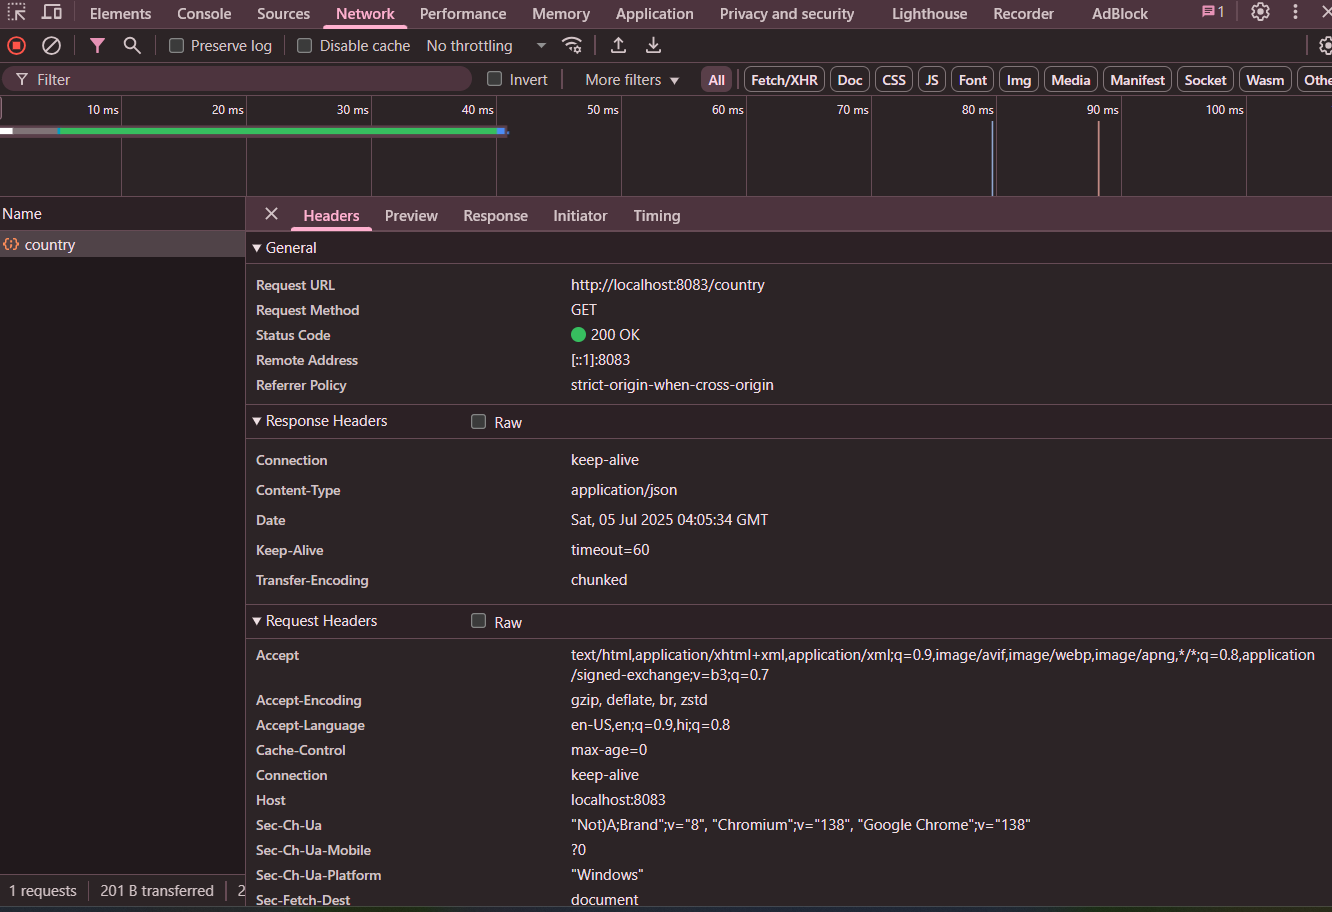 Elements Console Sources Network Performance Memory Application Privacy and security Lighthouse Recorder AdBlock 1
Preserve log Disable cache No throttling
Filter Invert More filters All Fetch/XHR Doc CSS JS Font Img Media Manifest Socket Wasm Othe
10 ms 20 ms 30 ms 40 ms 50 ms 60 ms 70 ms 80 ms 90 ms 100 ms
Name
country
Headers Preview Response Initiator Timing
General
Request URL http://localhost:8083/country
Request Method GET
Status Code 200 OK
Remote Address [::1]:8083
Referrer Policy strict-origin-when-cross-origin
Response Headers Raw
Connection keep-alive
Content-Type application/json
Date Sat, 05 Jul 2025 04:05:34 GMT
Keep-Alive timeout=60
Transfer-Encoding chunked
Request Headers Raw
Accept text/html,application/xhtml+xml,application/xml;q=0.9,image/avif,image/webp,image/apng,*/*;q=0.8,application
/signed-exchange;v=b3;q=0.7
Accept-Encoding gzip, deflate, br, zstd
Accept-Language en-US,en;q=0.9,hi;q=0.8
Cache-Control max-age=0
Connection keep-alive
Host localhost:8083
Sec-Ch-Ua "Not)A;Brand";v="8", "Chromium";v="138", "Google Chrome";v="138"
Sec-Ch-Ua-Mobile ?0
Sec-Ch-Ua-Platform "Windows"
Sec-Fetch-Dest document
1 requests 201 B transferred 2